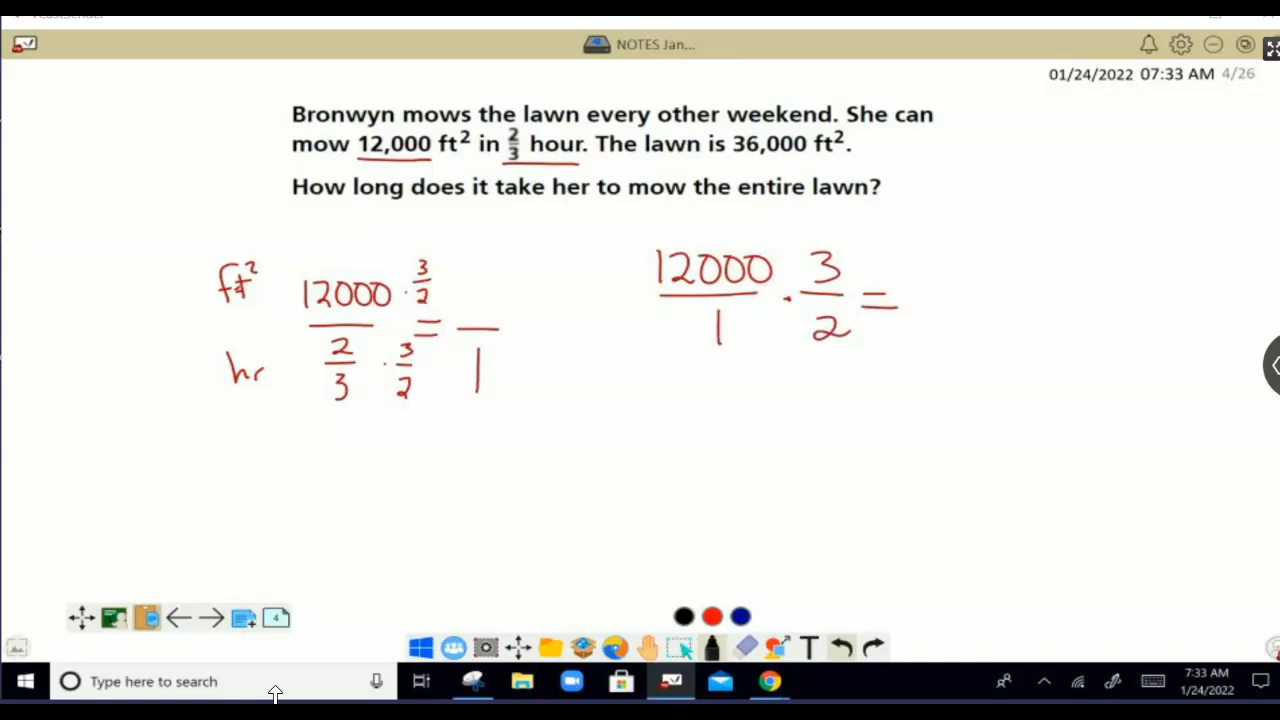 NOTES Jan...
01/24/2022 07:33 AM 4/26
Bronwyn mows the lawn every other weekend. She can
mow 12,000 ft² in 2/3 hour. The lawn is 36,000 ft².
How long does it take her to mow the entire lawn?
ft² 12000 · 3/2
hr 2/3 · 3/2 = 1
12000/1 · 3/2 =
4
T
Type here to search
7:33 AM
1/24/2022